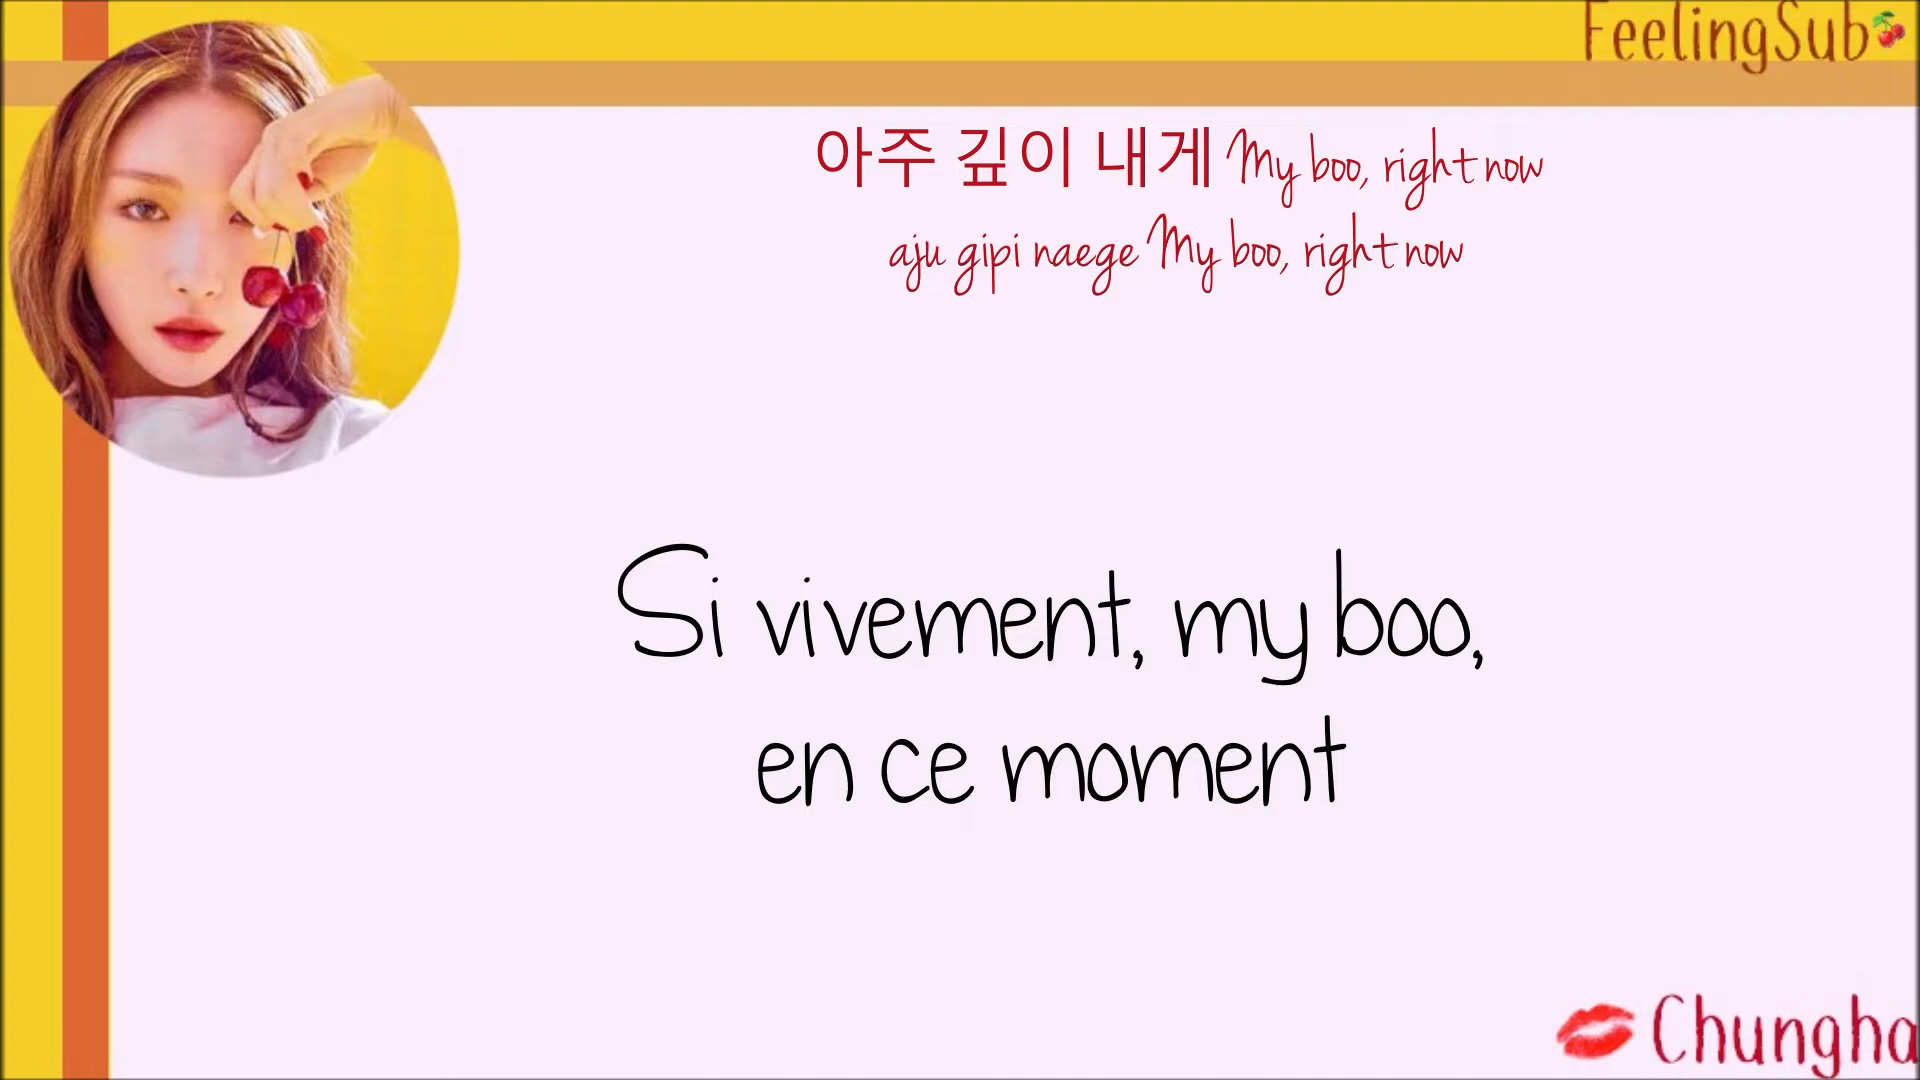 FeelingSub
아주 깊이 내게 My boo, right now
aju gipi naege My boo, right now
Si vivement, my boo,
en ce moment
Chungha